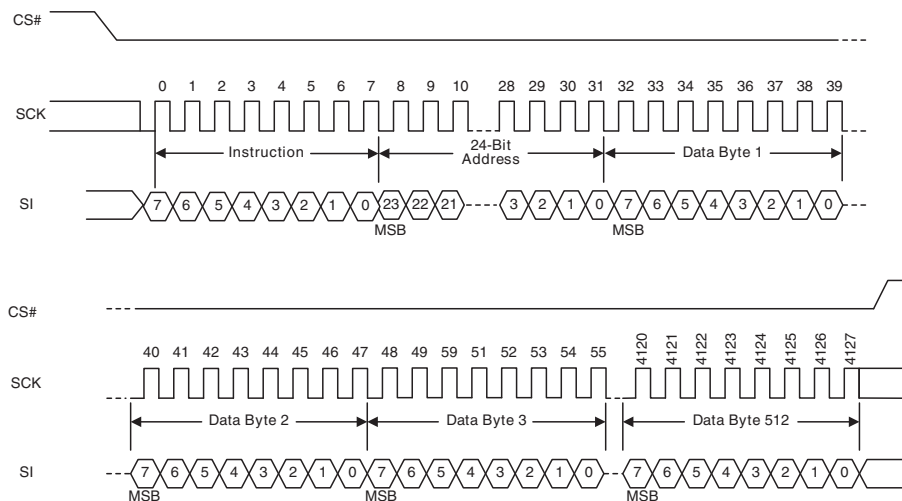 CS#
0 1 2 3 4 5 6 7 8 9 10 28 29 30 31 32 33 34 35 36 37 38 39
SCK
Instruction 24-Bit Address Data Byte 1
SI 7 6 5 4 3 2 1 0 23 22 21 3 2 1 0 7 6 5 4 3 2 1 0
MSB MSB
CS#
40 41 42 43 44 45 46 47 48 49 59 51 52 53 54 55 4120 4121 4122 4123 4124 4125 4126 4127
SCK
Data Byte 2 Data Byte 3 Data Byte 512
SI 7 6 5 4 3 2 1 0 7 6 5 4 3 2 1 0 7 6 5 4 3 2 1 0
MSB MSB MSB